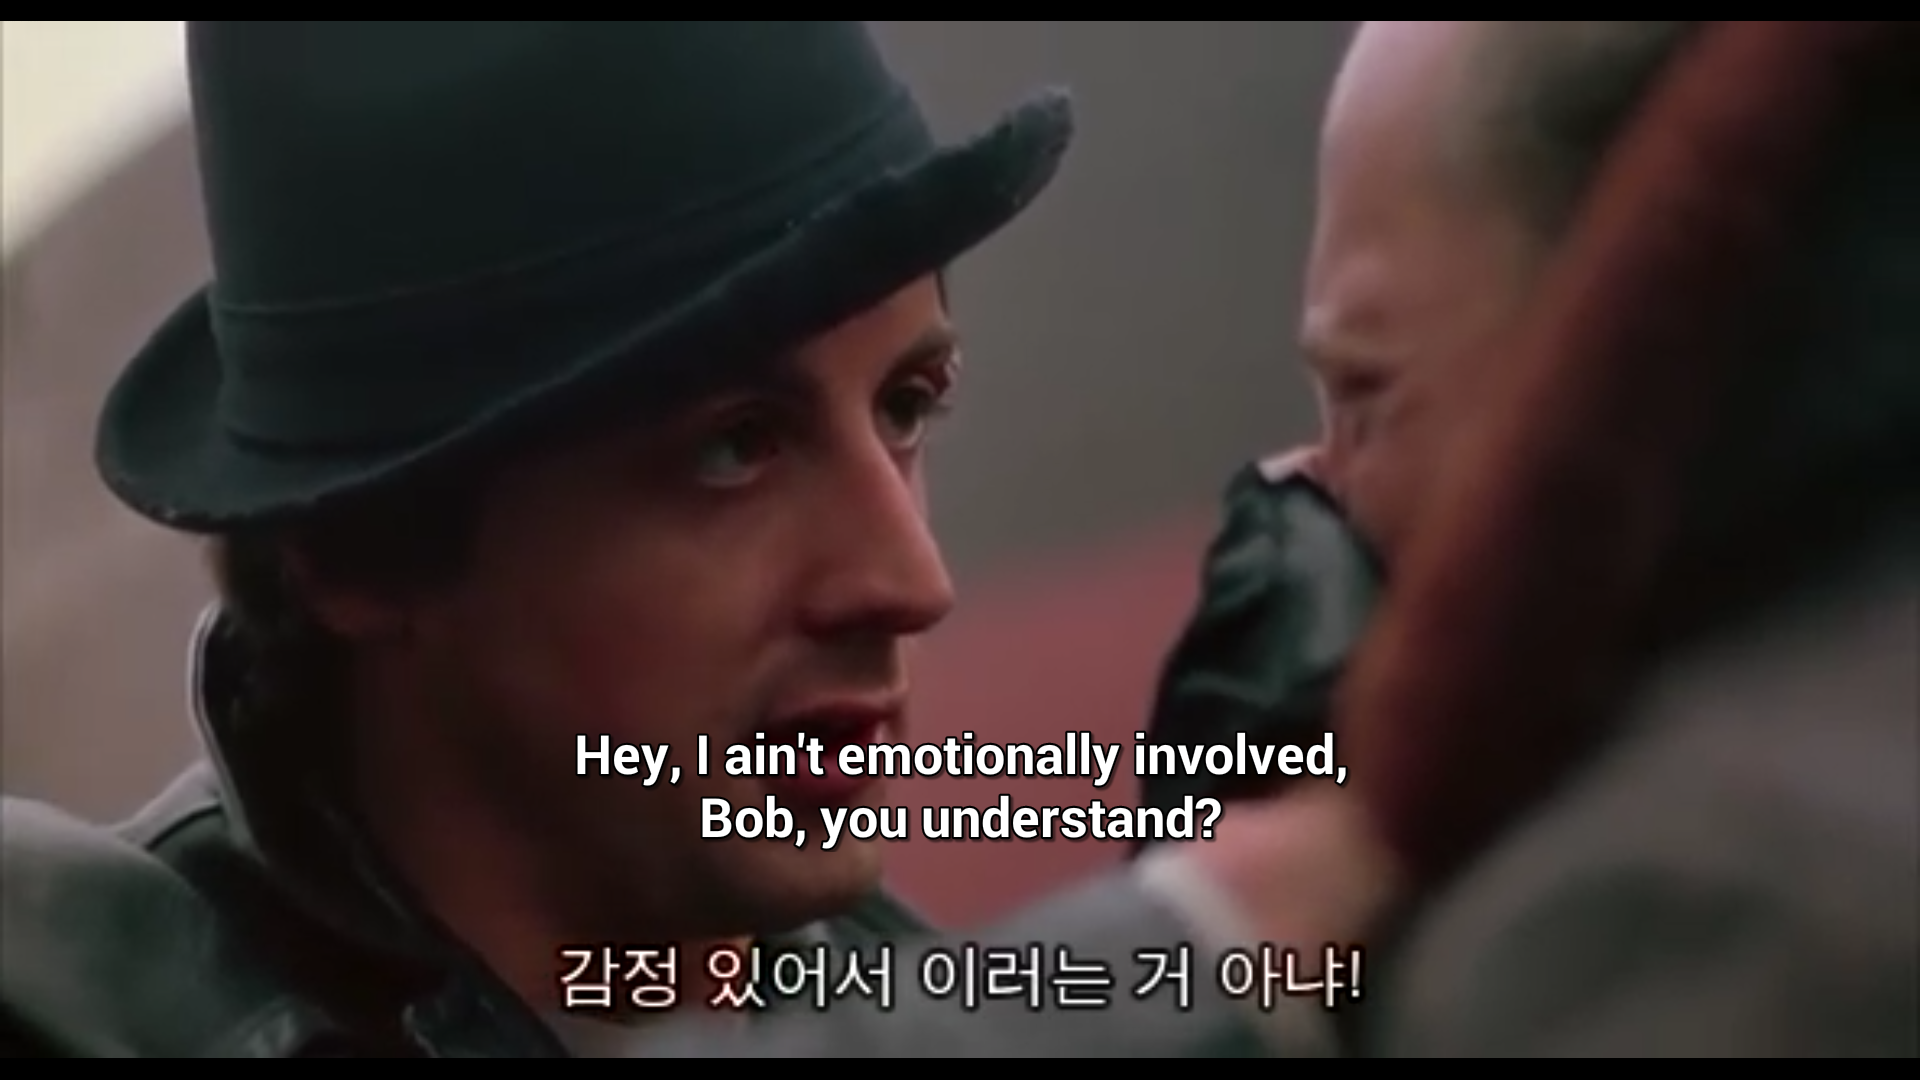 Hey, I ain't emotionally involved,
Bob, you understand?
감정 있어서 이러는 거 아냐!